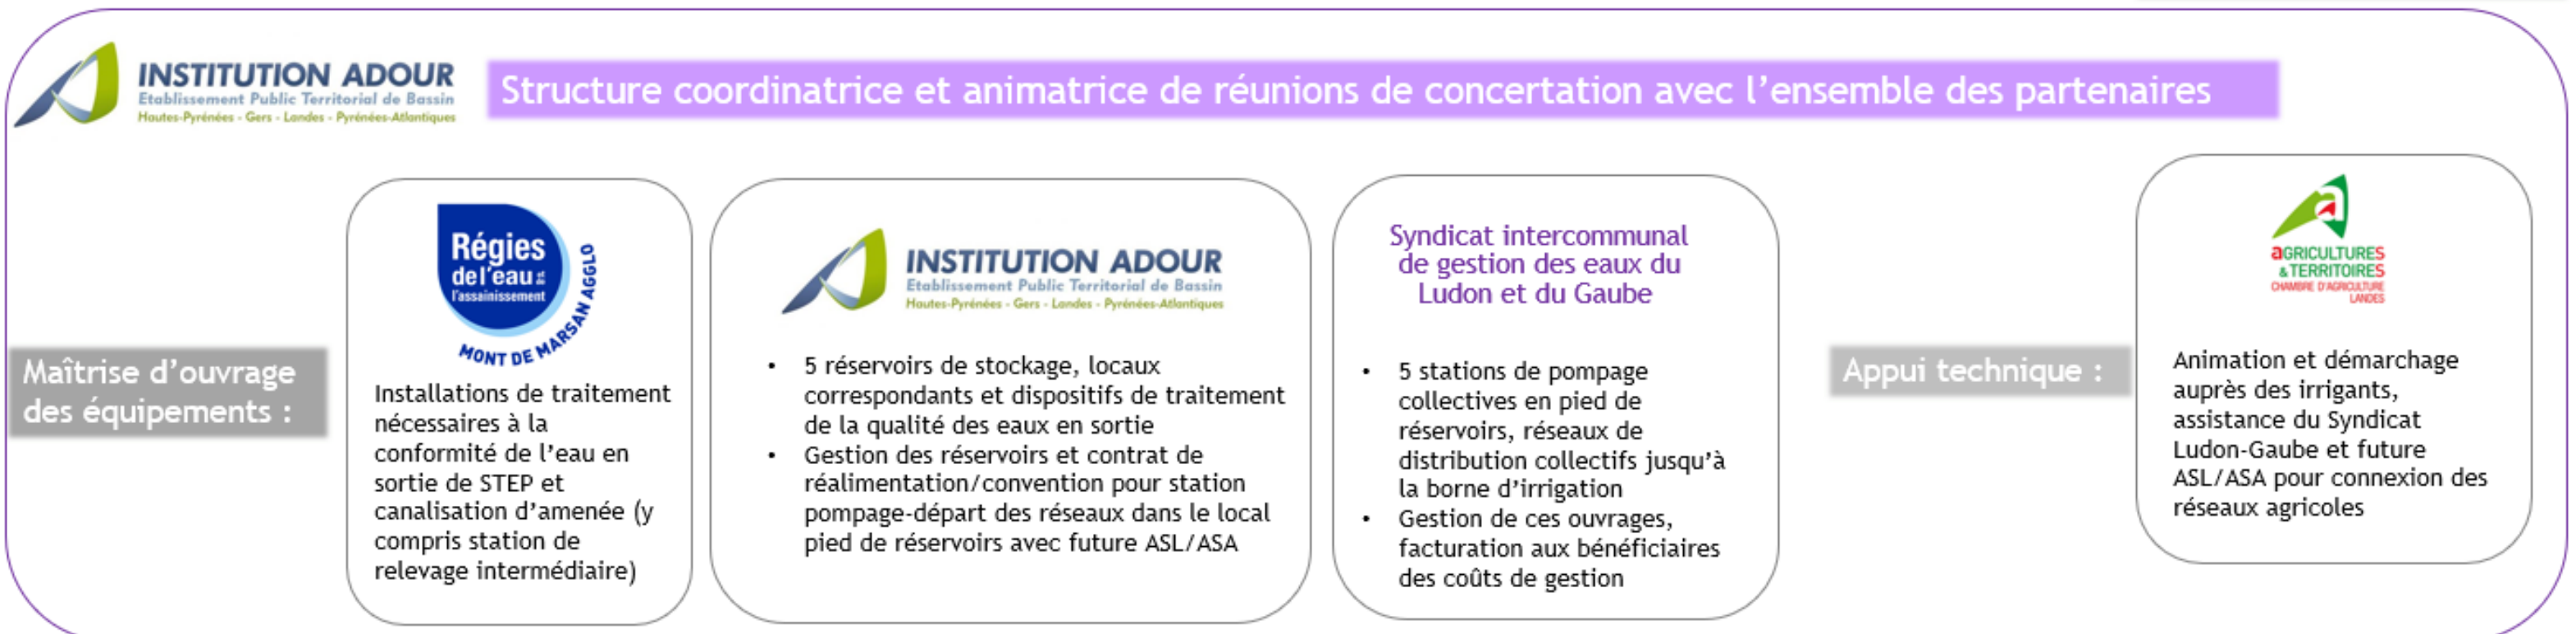 INSTITUTION ADOUR
Etablissement Public Territorial de Bassin
Hautes-Pyrénées - Gers - Landes - Pyrénées-Atlantiques
Structure coordinatrice et animatrice de réunions de concertation avec l'ensemble des partenaires
Maîtrise d'ouvrage
des équipements :
Régies
de l'eau et
l'assainissement
MONT DE MARSAN AGGLO
Installations de traitement
nécessaires à la
conformité de l'eau en
sortie de STEP et
canalisation d'amenée (y
compris station de
relevage intermédiaire)
INSTITUTION ADOUR
Etablissement Public Territorial de Bassin
Hautes-Pyrénées - Gers - Landes - Pyrénées-Atlantiques
• 5 réservoirs de stockage, locaux
correspondants et dispositifs de traitement
de la qualité des eaux en sortie
• Gestion des réservoirs et contrat de
réalimentation/convention pour station
pompage-départ des réseaux dans le local
pied de réservoirs avec future ASL/ASA
Syndicat intercommunal
de gestion des eaux du
Ludon et du Gaube
• 5 stations de pompage
collectives en pied de
réservoirs, réseaux de
distribution collectifs jusqu'à
la borne d'irrigation
• Gestion de ces ouvrages,
facturation aux bénéficiaires
des coûts de gestion
Appui technique :
a
aGRICULTURES
& TERRITOIRES
CHAMBRE D'AGRICULTURE
LANDES
Animation et démarchage
auprès des irrigants,
assistance du Syndicat
Ludon-Gaube et future
ASL/ASA pour connexion des
réseaux agricoles